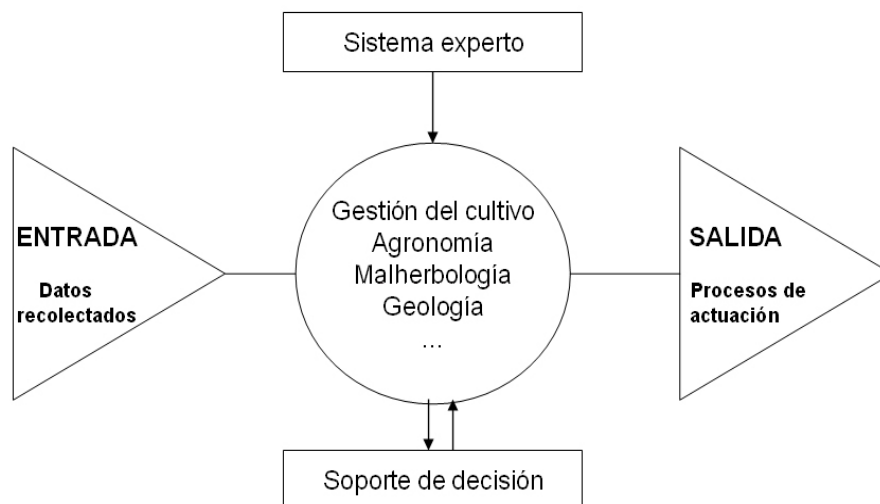 Sistema experto
ENTRADA
Datos
recolectados
Gestión del cultivo
Agronomía
Malherbología
Geología
...
SALIDA
Procesos de
actuación
Soporte de decisión